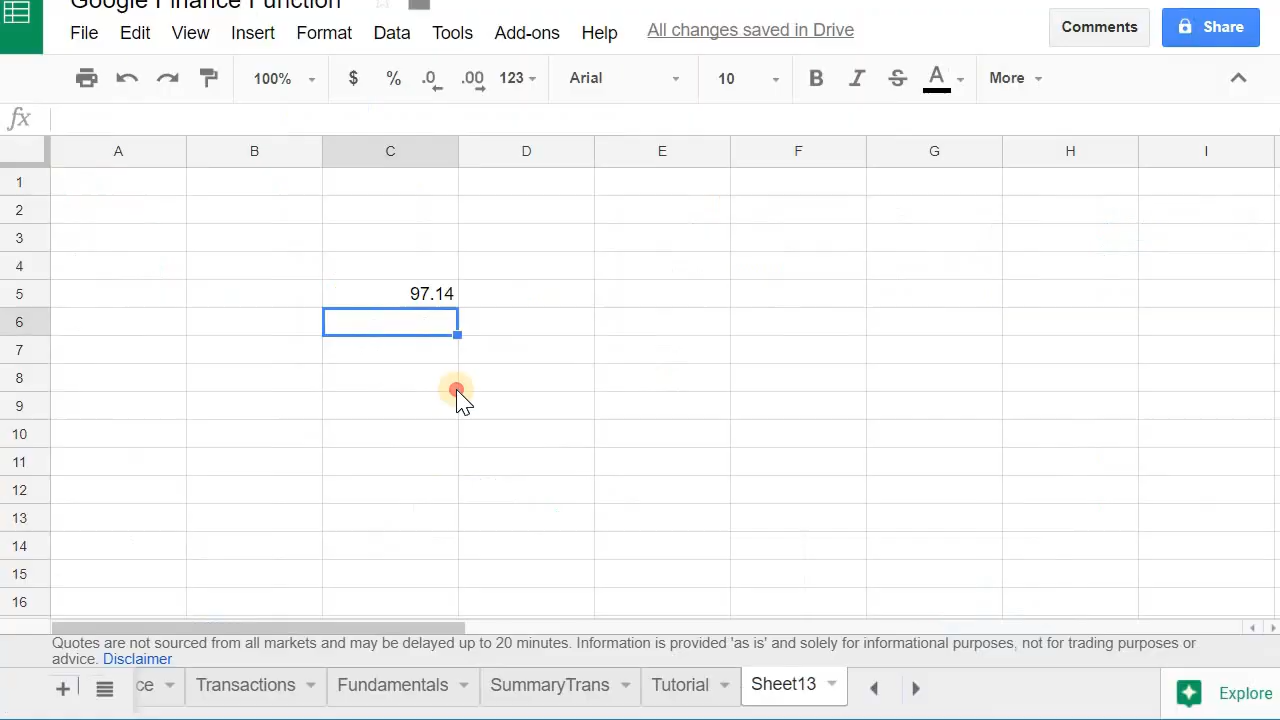 Google Finance Function
File Edit View Insert Format Data Tools Add-ons Help All changes saved in Drive Comments Share
100% $ % .0 .00 123 Arial 10 B I S A More
fx
A B C D E F G H I
1
2
3
4
5 97.14
6
7
8
9
10
11
12
13
14
15
16
Quotes are not sourced from all markets and may be delayed up to 20 minutes. Information is provided 'as is' and solely for informational purposes, not for trading purposes or
advice. Disclaimer
ce Transactions Fundamentals SummaryTrans Tutorial Sheet13 Explore